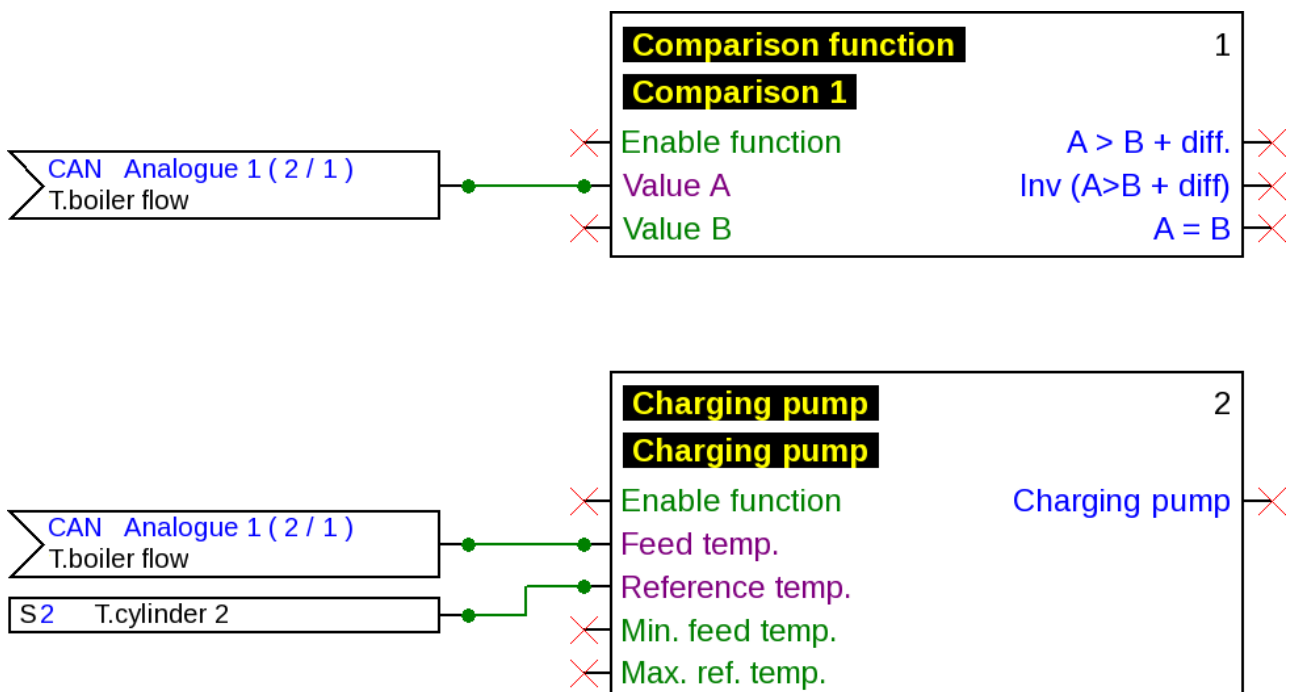 Comparison function 1
Comparison 1
Enable function A > B + diff.
CAN Analogue 1 ( 2 / 1 )
T.boiler flow
Value A Inv (A>B + diff)
Value B A = B
Charging pump 2
Charging pump
Enable function Charging pump
CAN Analogue 1 ( 2 / 1 )
T.boiler flow
Feed temp.
Reference temp.
S2 T.cylinder 2
Min. feed temp.
Max. ref. temp.